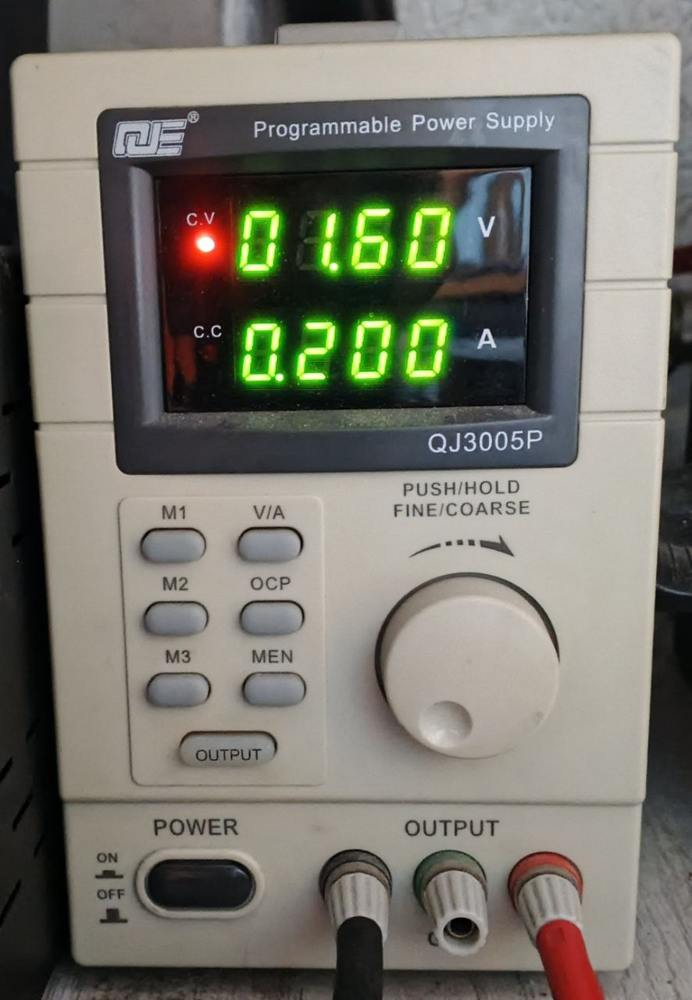 QJE®
Programmable Power Supply
C.V 01.60 V
C.C 0.200 A
QJ3005P
PUSH/HOLD
FINE/COARSE
M1 V/A
M2 OCP
M3 MEN
OUTPUT
POWER
OUTPUT
ON
OFF